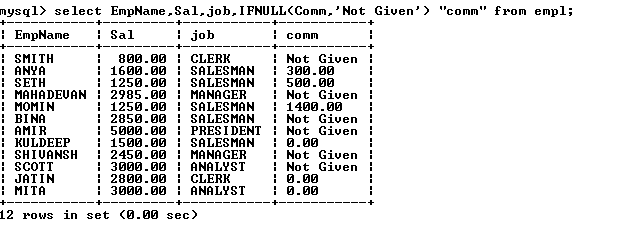 mysql> select EmpName,Sal,job,IFNULL(Comm,'Not Given') "comm" from empl;
+-----------+---------+-----------+-----------+
| EmpName   | Sal     | job       | comm      |
+-----------+---------+-----------+-----------+
| SMITH     |  800.00 | CLERK     | Not Given |
| ANYA      | 1600.00 | SALESMAN  | 300.00    |
| SETH      | 1250.00 | SALESMAN  | 500.00    |
| MAHADEVAN | 2985.00 | MANAGER   | Not Given |
| MOMIN     | 1250.00 | SALESMAN  | 1400.00   |
| BINA      | 2850.00 | SALESMAN  | Not Given |
| AMIR      | 5000.00 | PRESIDENT | Not Given |
| KULDEEP   | 1500.00 | SALESMAN  | 0.00      |
| SHIVANSH  | 2450.00 | MANAGER   | Not Given |
| SCOTT     | 3000.00 | ANALYST   | Not Given |
| JATIN     | 2800.00 | CLERK     | 0.00      |
| MITA      | 3000.00 | ANALYST   | 0.00      |
+-----------+---------+-----------+-----------+
12 rows in set (0.00 sec)